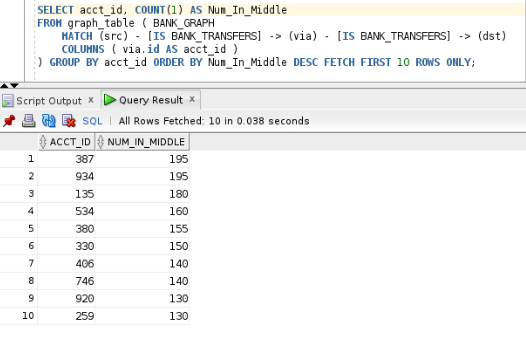 SELECT acct_id, COUNT(1) AS Num_In_Middle
FROM graph_table ( BANK_GRAPH
MATCH (src) - [IS BANK_TRANSFERS] -> (via) - [IS BANK_TRANSFERS] -> (dst)
COLUMNS ( via.id AS acct_id )
) GROUP BY acct_id ORDER BY Num_In_Middle DESC FETCH FIRST 10 ROWS ONLY;
Script Output x Query Result x
SQL | All Rows Fetched: 10 in 0.038 seconds
ACCT_ID NUM_IN_MIDDLE
1 387 195
2 934 195
3 135 180
4 534 160
5 380 155
6 330 150
7 406 140
8 746 140
9 920 130
10 259 130